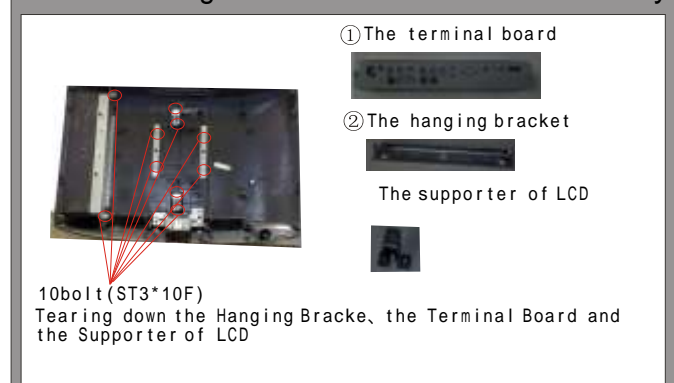 ①The terminal board
②The hanging bracket
The supporter of LCD
10bolt(ST3*10F)
Tearing down the Hanging Bracke、the Terminal Board and
the Supporter of LCD